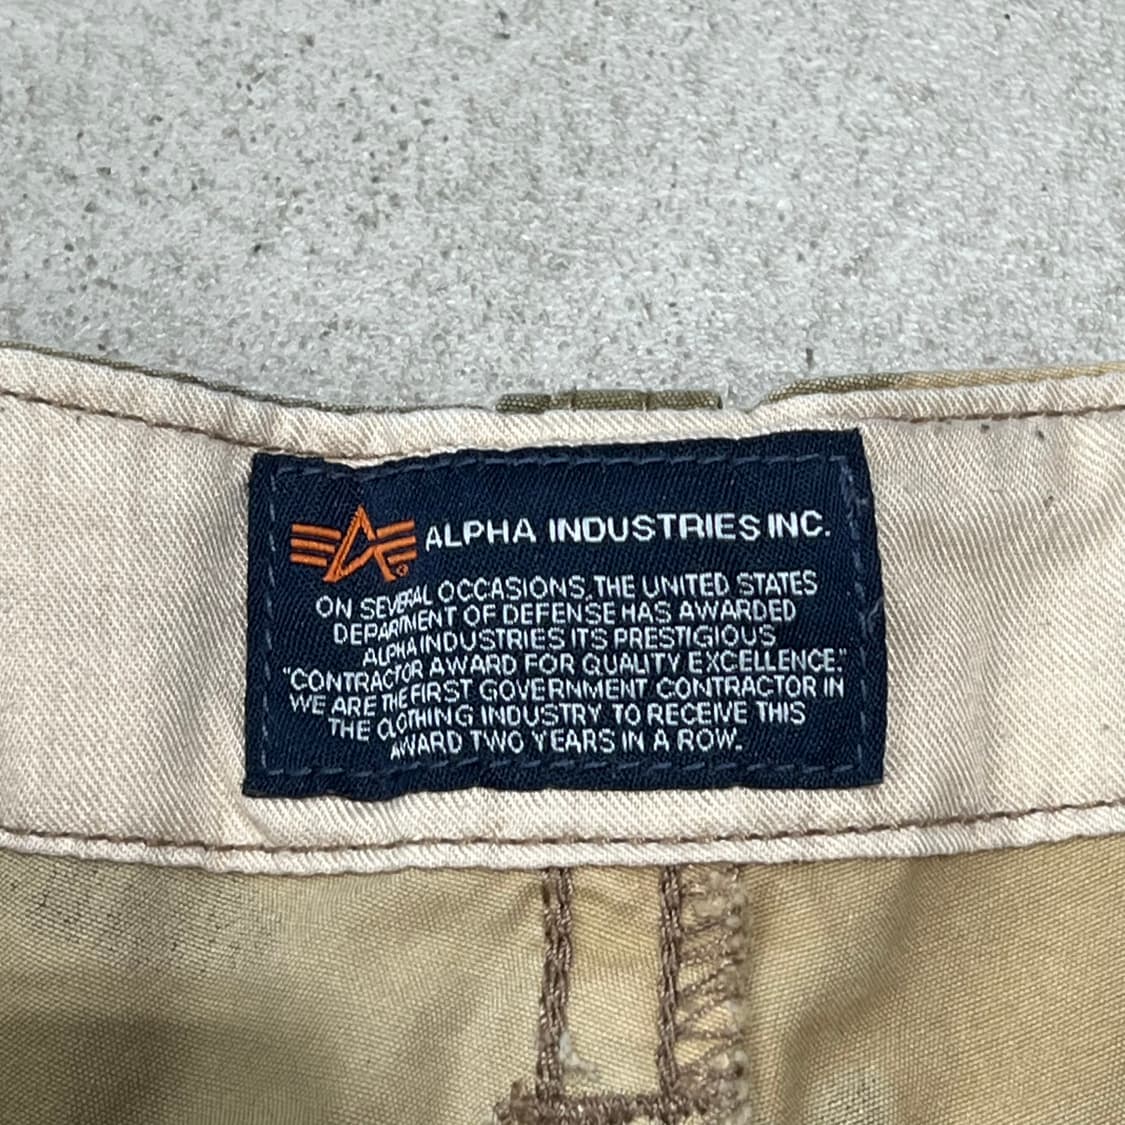 ALPHA INDUSTRIES INC.
ON SEVERAL OCCASIONS, THE UNITED STATES
DEPARTMENT OF DEFENSE HAS AWARDED
ALPHA INDUSTRIES ITS PRESTIGIOUS
"CONTRACTOR AWARD FOR QUALITY EXCELLENCE."
WE ARE THE FIRST GOVERNMENT CONTRACTOR IN
THE CLOTHING INDUSTRY TO RECEIVE THIS
AWARD TWO YEARS IN A ROW.